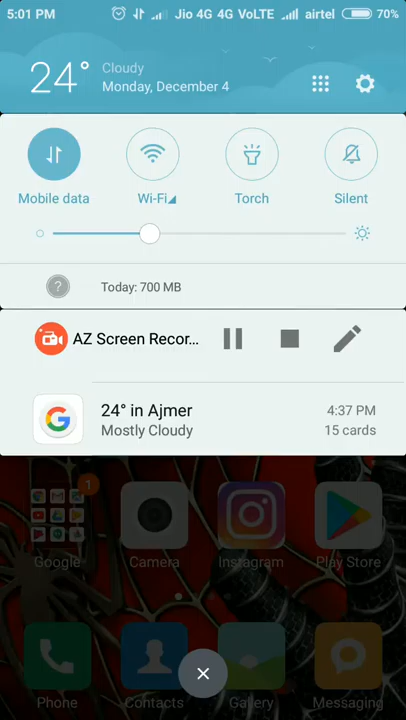 5:01 PM Jio 4G 4G VoLTE airtel 70%
24° Cloudy
Monday, December 4
Mobile data Wi-Fi Torch Silent
? Today: 700 MB
AZ Screen Recor...
G 24° in Ajmer 4:37 PM
Mostly Cloudy 15 cards
1
Google Camera Instagram Play Store
Phone Contacts Gallery Messaging